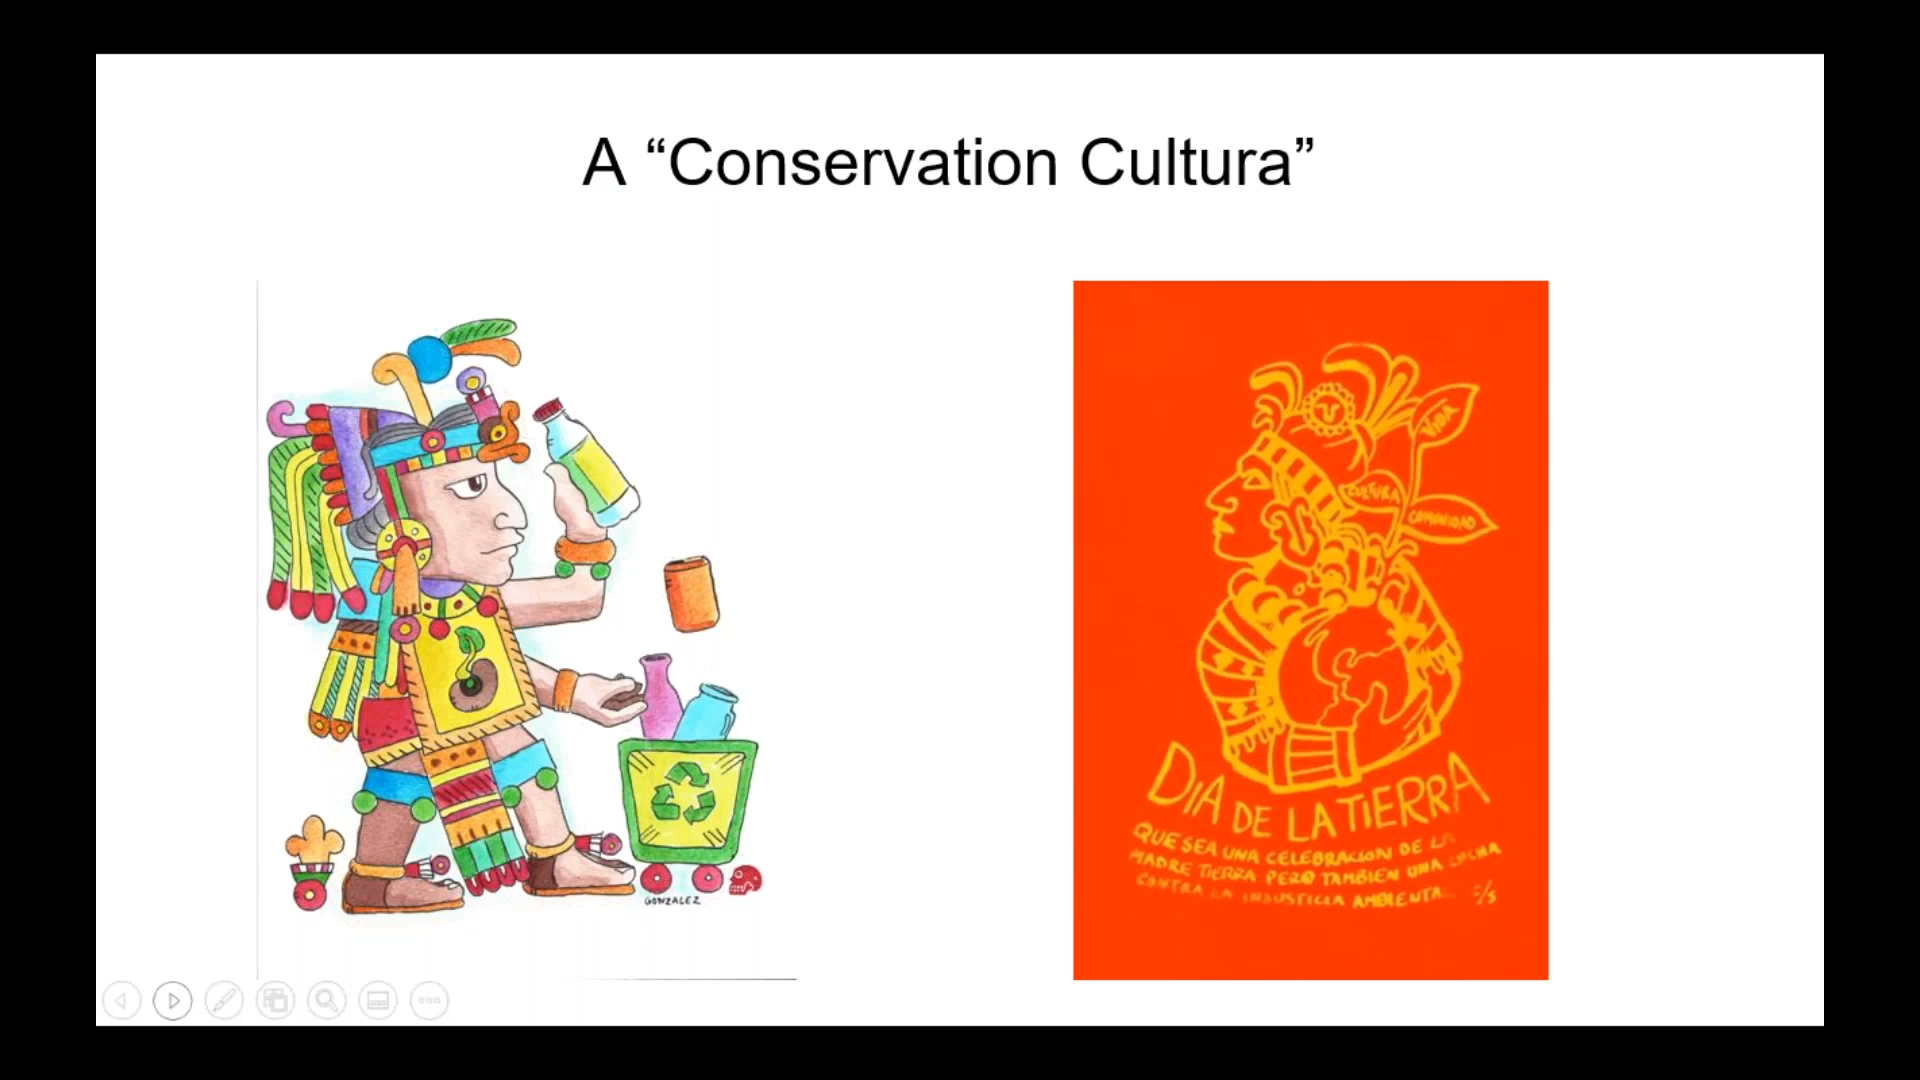 A “Conservation Cultura”
VIDA
CULTURA
COMUNIDAD
GONZALEZ
DIA DE LA TIERRA
QUE SEA UNA CELEBRACION DE LA
MADRE TIERRA PERO TAMBIEN UNA LUCHA
CONTRA LA INJUSTICIA AMBIENTA